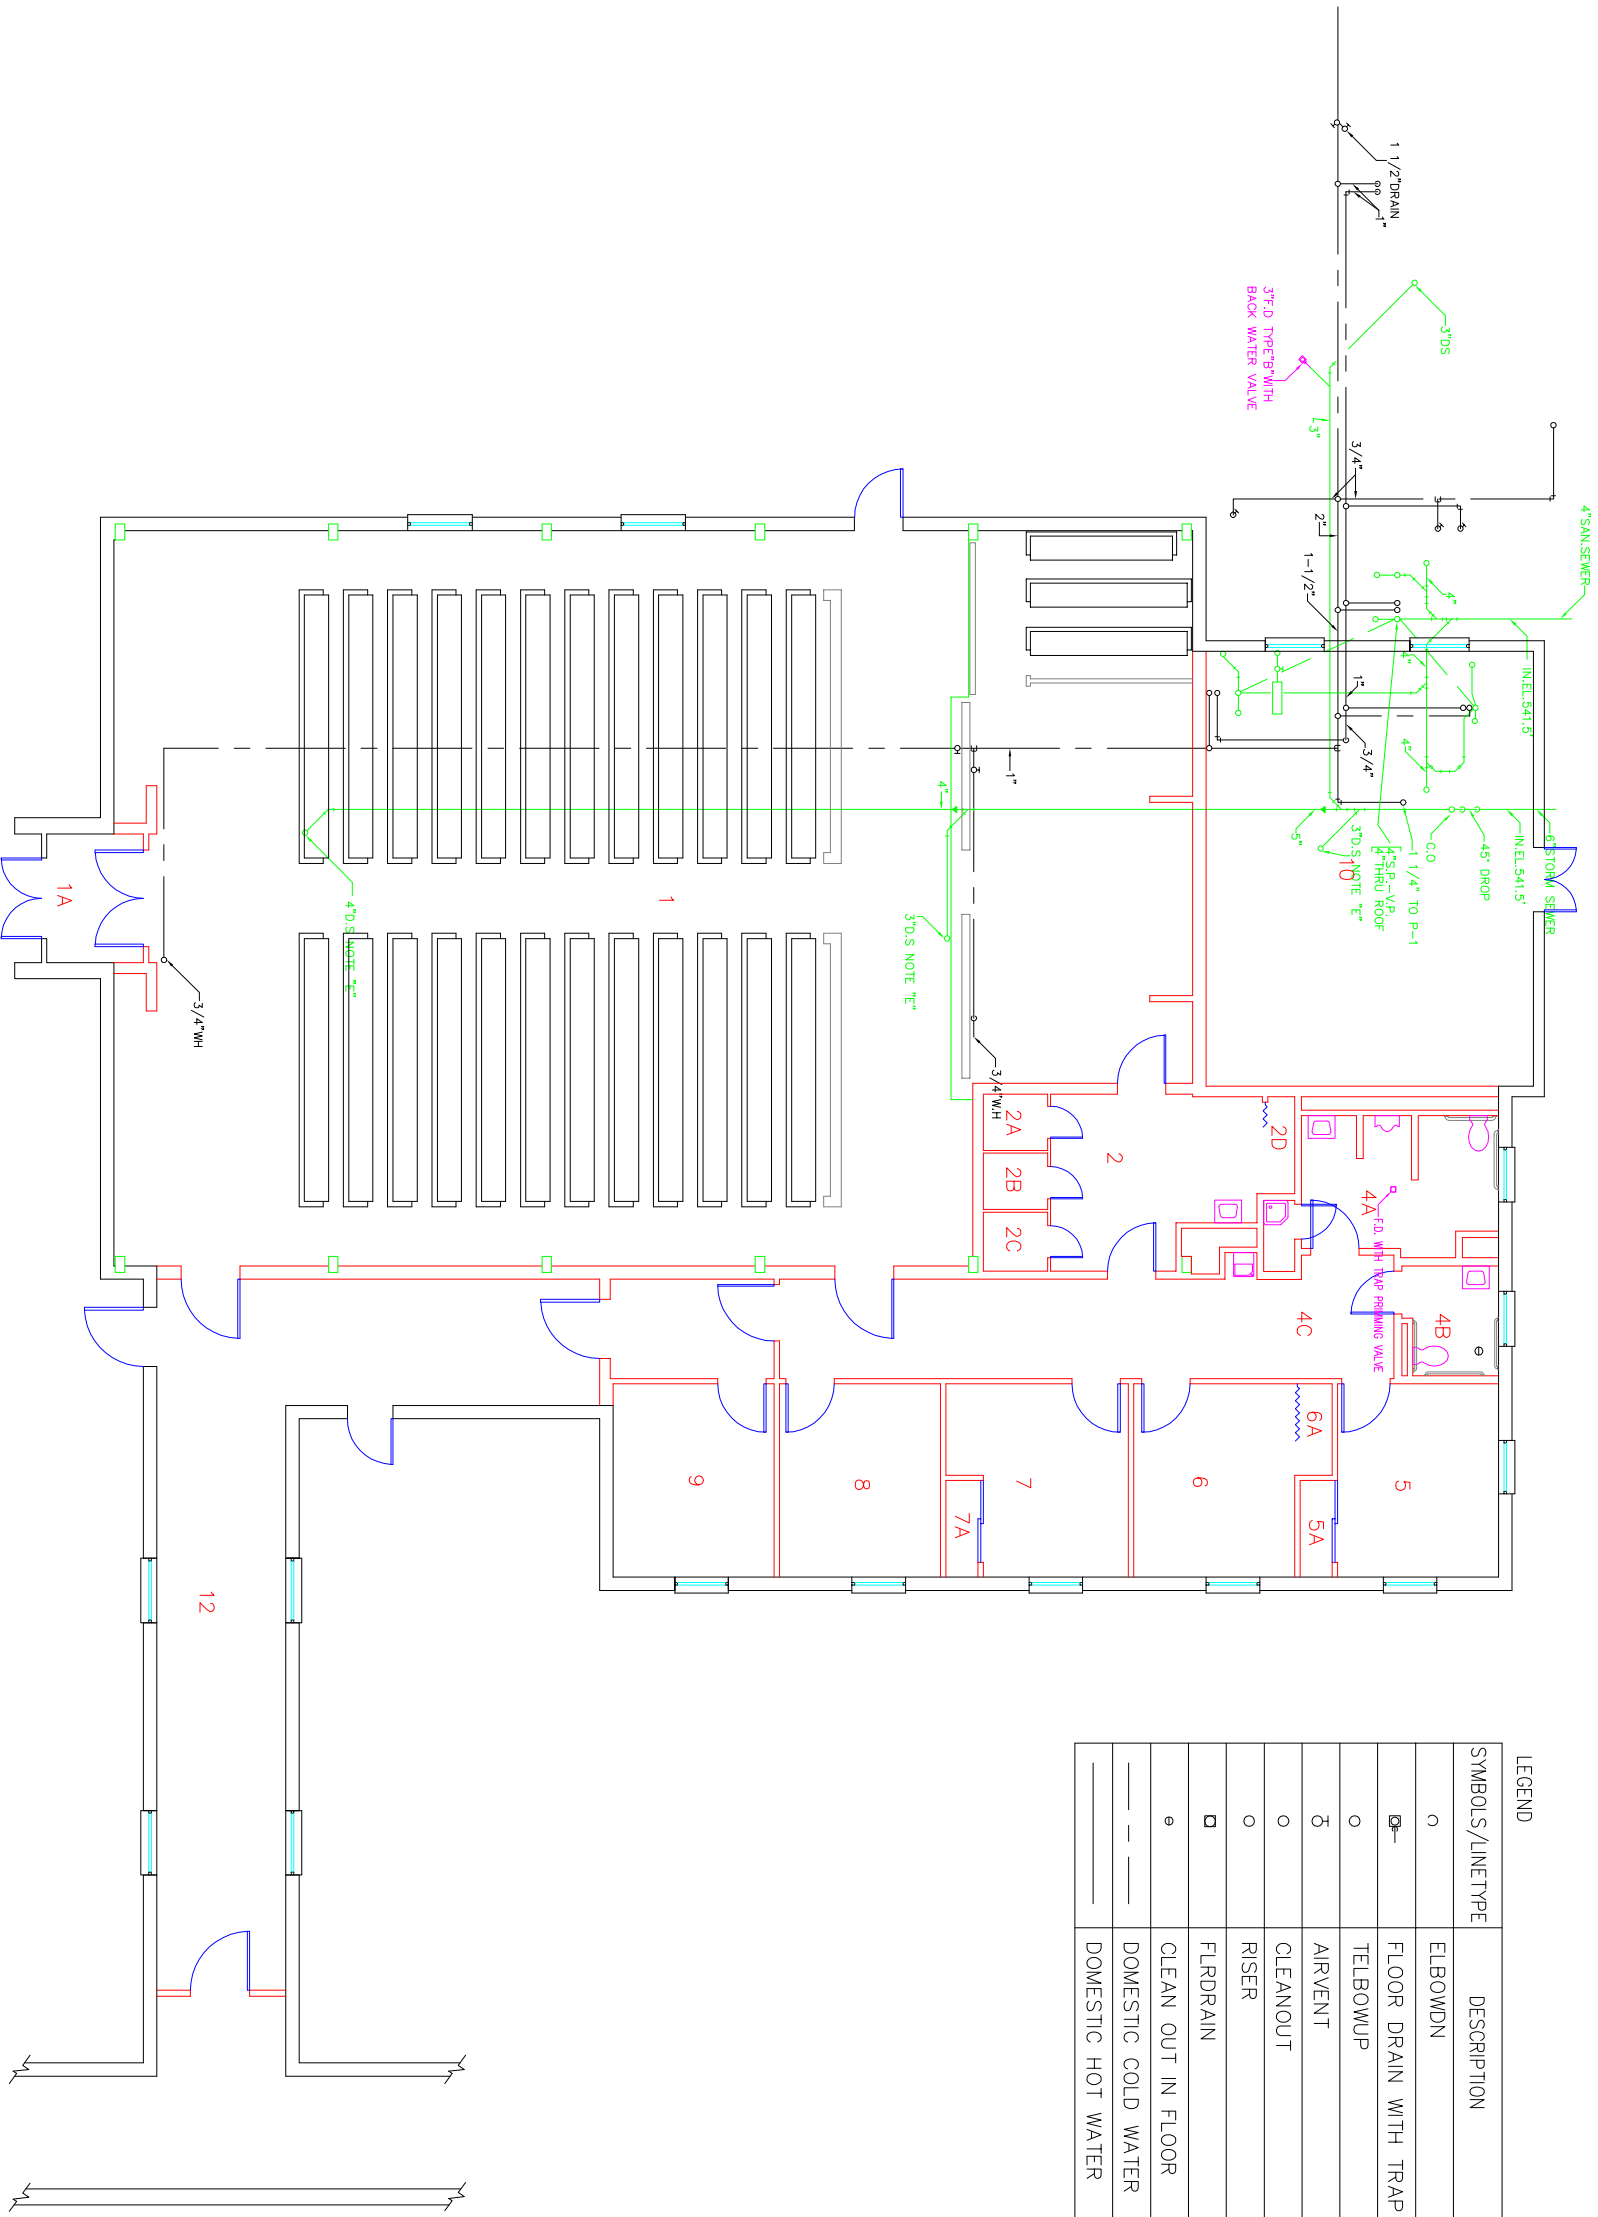 LEGEND
SYMBOLS/LINETYPE
DESCRIPTION
ELBOWDN
FLOOR DRAIN WITH TRAP
TELBOWUP
AIRVENT
CLEANOUT
RISER
FLRDRAIN
CLEAN OUT IN FLOOR
DOMESTIC COLD WATER
DOMESTIC HOT WATER
4"SAN.SEWER
6"STORM SEWER
IN.EL.541.5'
IN.EL.541.5'
45° DROP
C.O
1 1/4" TO P-1
4"S.P.-V.P.
4"THRU ROOF
3"D.S NOTE "E"
10
5"
4"
4"
4"
3/4"
1"
1-1/2"
2"
3/4"
3"
3"DS
1 1/2"DRAIN
1"
3"F.D TYPE"B"WITH
BACK WATER VALVE
1"
4"
3"D.S NOTE "E"
3/4"W.H
4"D.S NOTE "E"
3/4"WH
1
1A
2
2A
2B
2C
2D
4A
F.D. WITH TRAP PRIMMING VALVE
4B
4C
5
5A
6
6A
7
7A
8
9
12